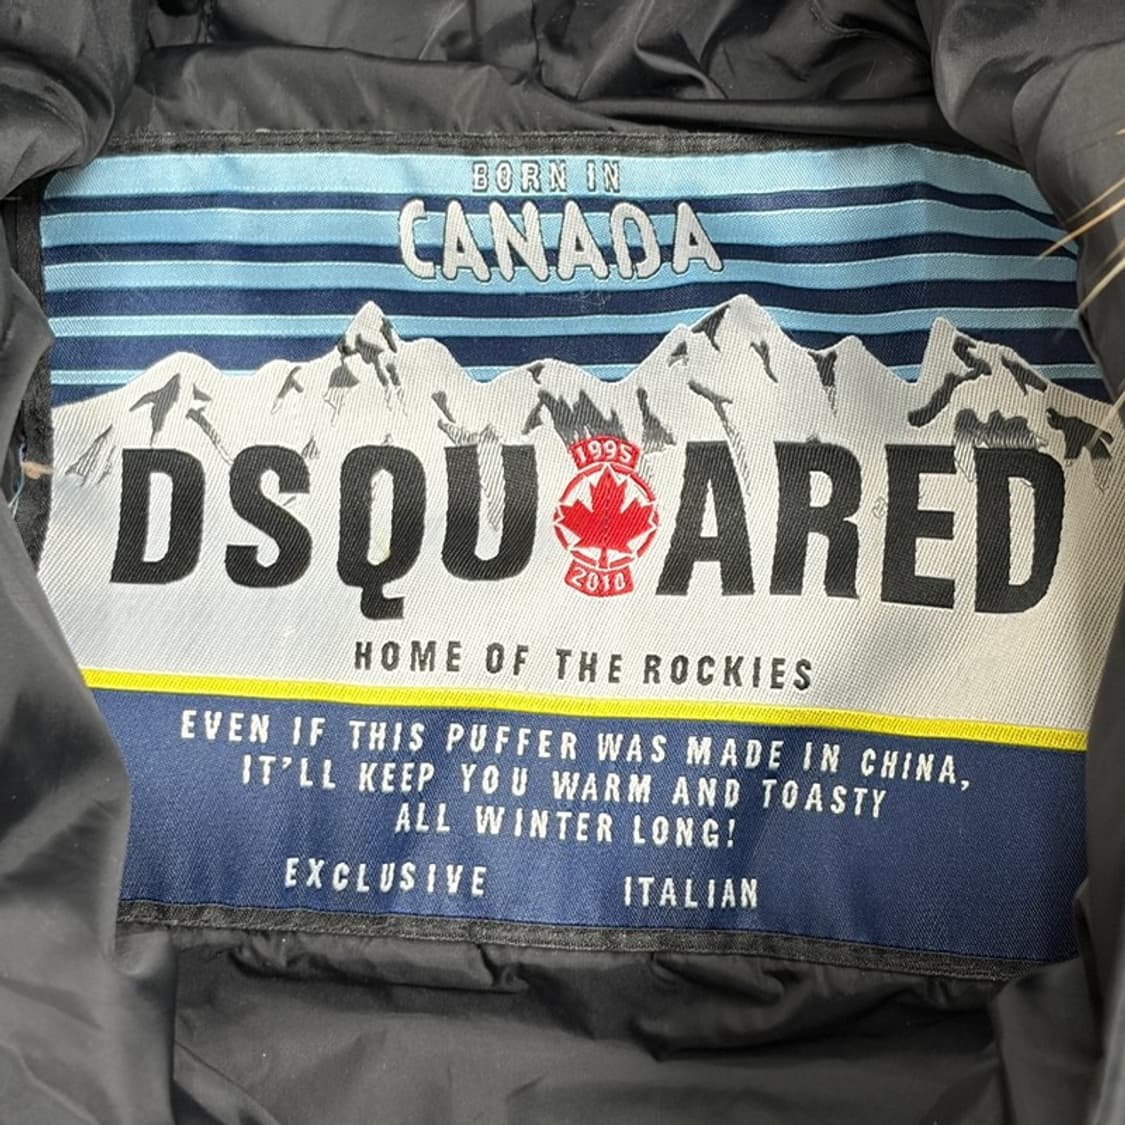 BORN IN
CANADA
1995
DSQU ARED
2010
HOME OF THE ROCKIES
EVEN IF THIS PUFFER WAS MADE IN CHINA,
IT'LL KEEP YOU WARM AND TOASTY
ALL WINTER LONG!
EXCLUSIVE ITALIAN